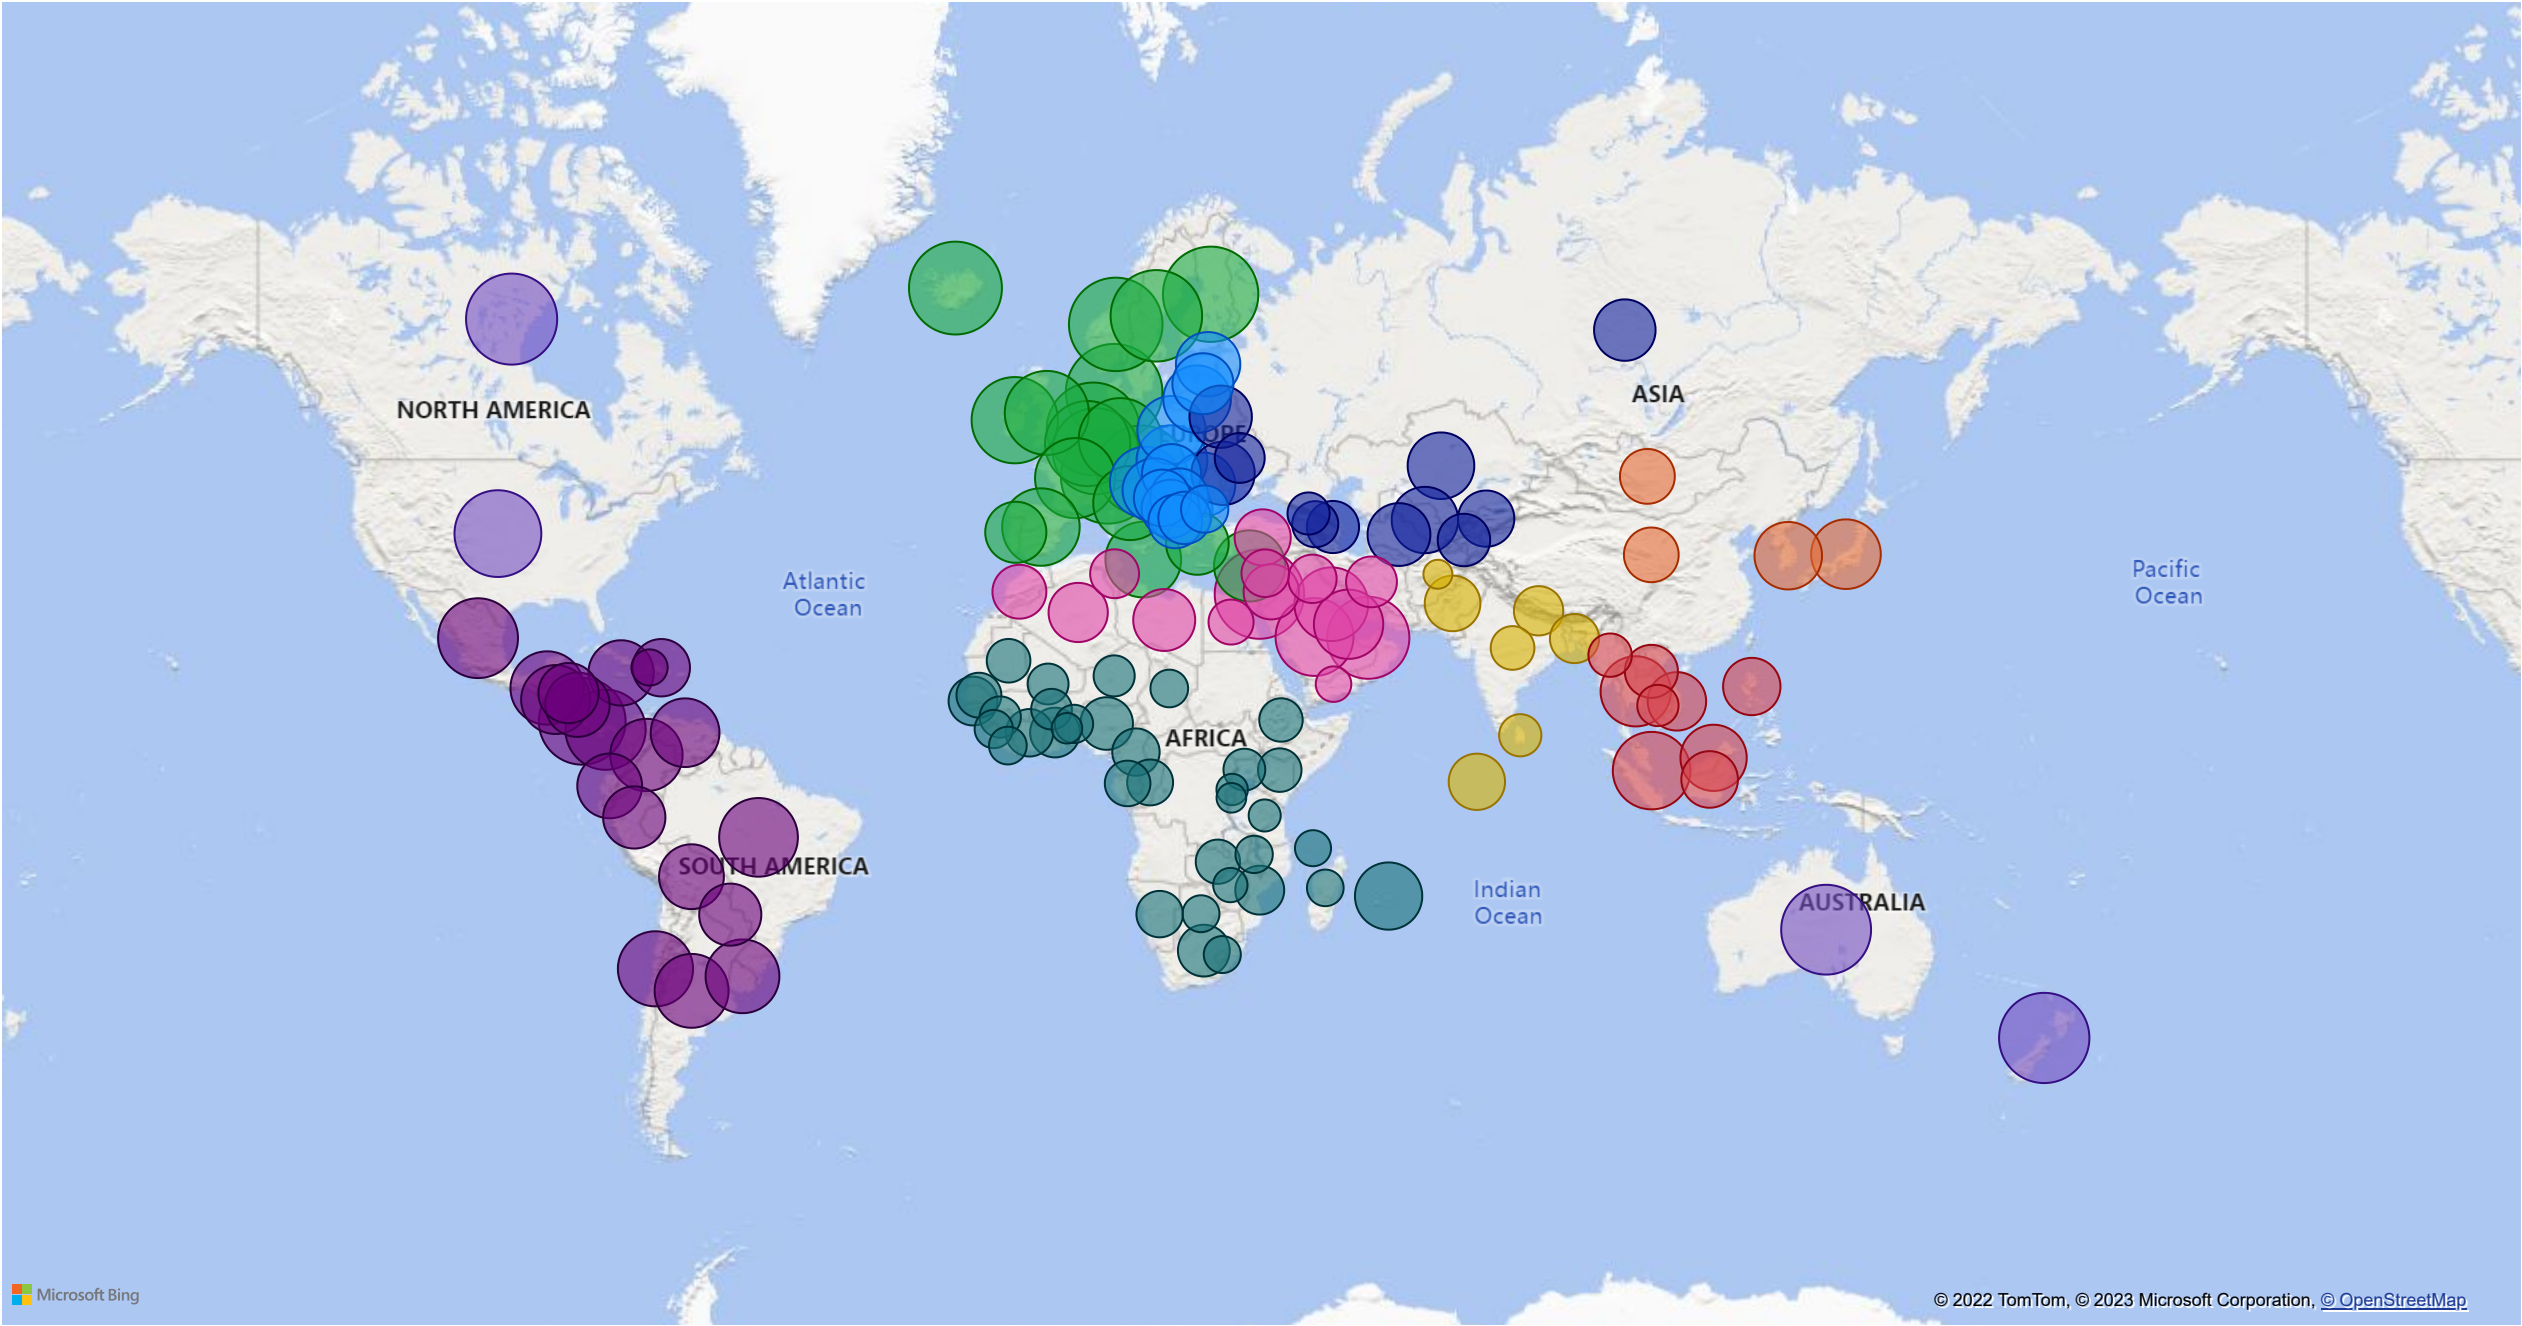 NORTH AMERICA
ASIA
EUROPE
Atlantic
Ocean
Pacific
Ocean
AFRICA
SOUTH AMERICA
Indian
Ocean
AUSTRALIA
Microsoft Bing
© 2022 TomTom, © 2023 Microsoft Corporation, © OpenStreetMap